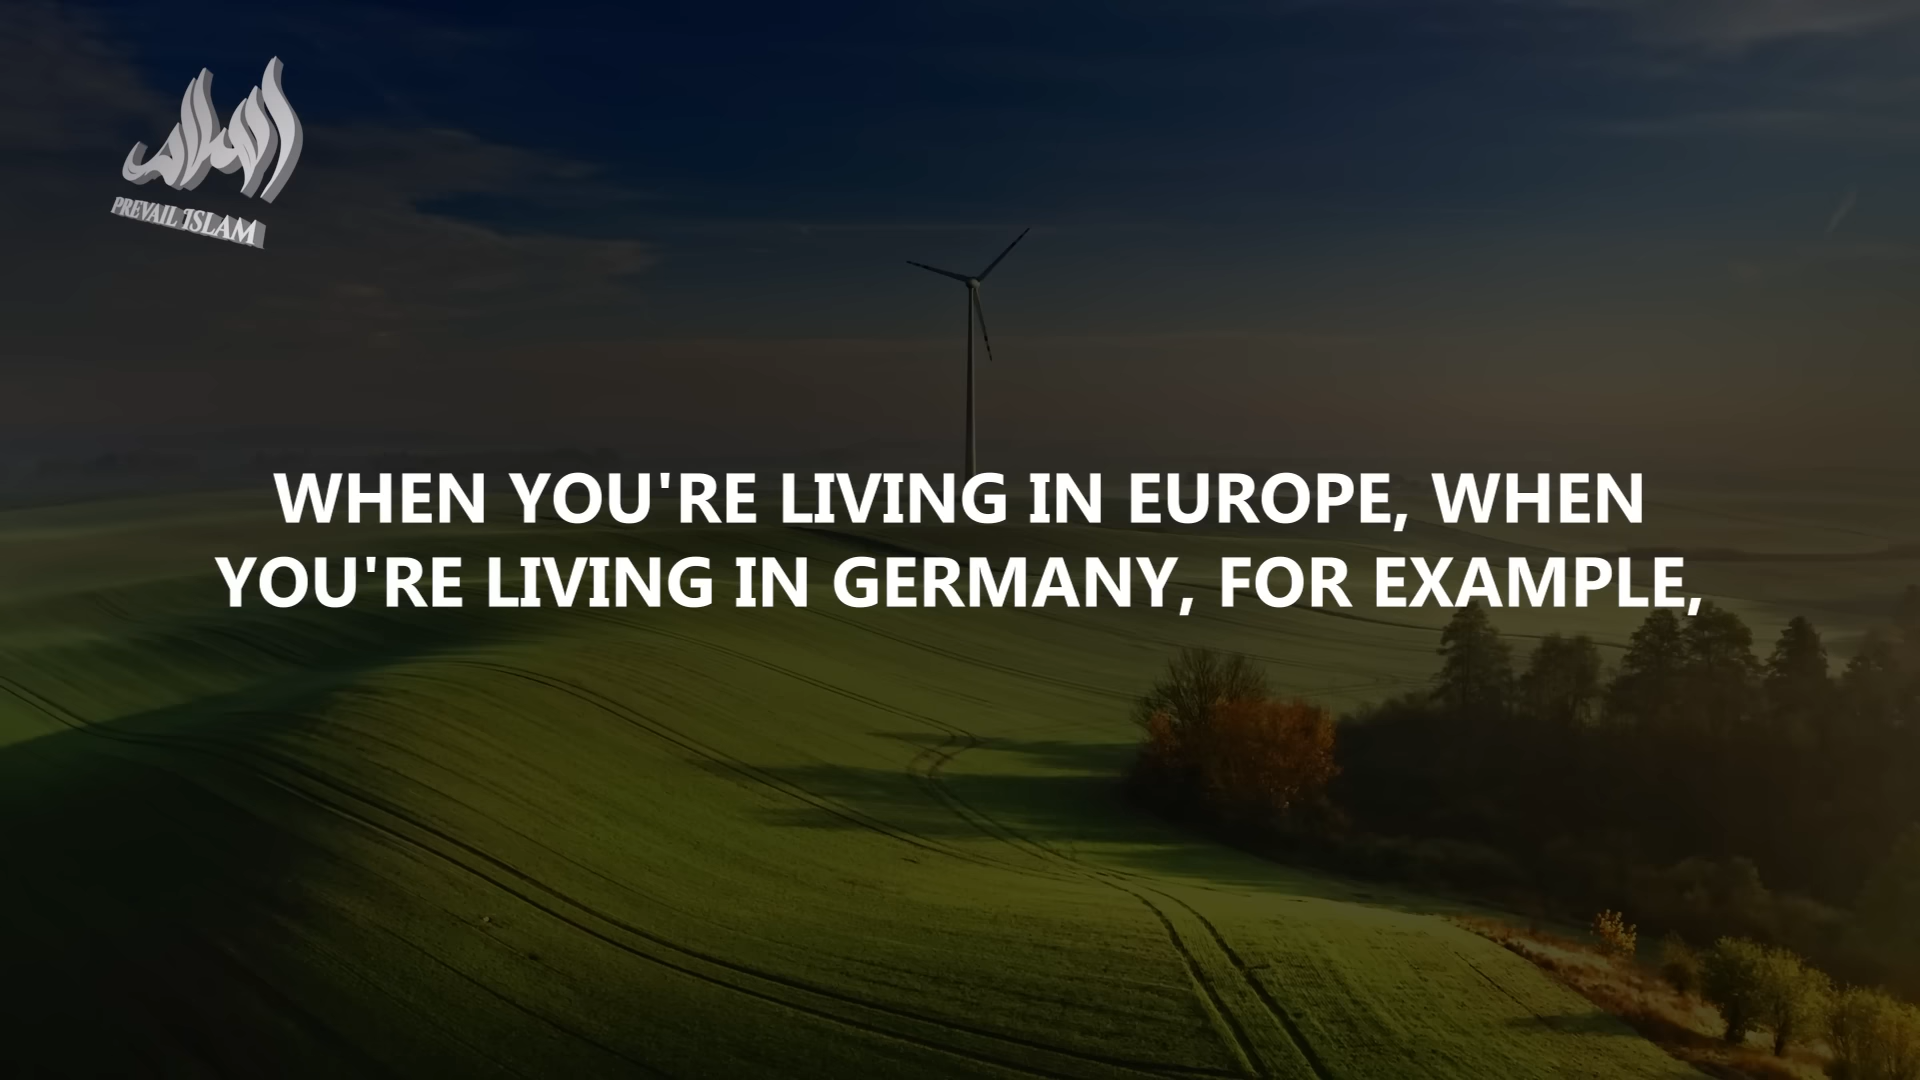 PREVAIL ISLAM
WHEN YOU'RE LIVING IN EUROPE, WHEN
YOU'RE LIVING IN GERMANY, FOR EXAMPLE,